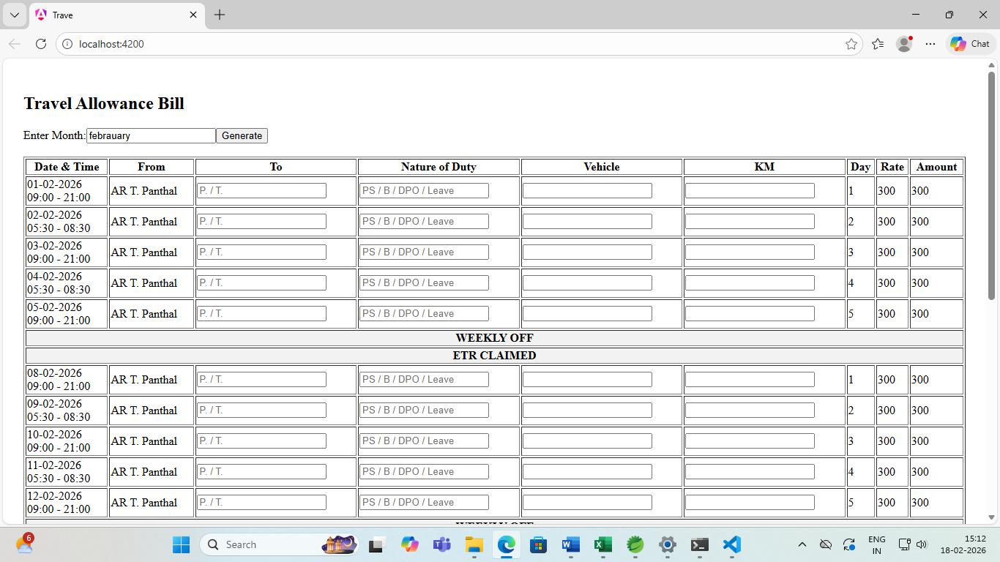 Trave
localhost:4200
Chat
Travel Allowance Bill
Enter Month: febrauary Generate
Date & Time From To Nature of Duty Vehicle KM Day Rate Amount
01-02-2026
09:00 - 21:00 AR T. Panthal P. / T. PS / B / DPO / Leave 1 300 300
02-02-2026
05:30 - 08:30 AR T. Panthal P. / T. PS / B / DPO / Leave 2 300 300
03-02-2026
09:00 - 21:00 AR T. Panthal P. / T. PS / B / DPO / Leave 3 300 300
04-02-2026
05:30 - 08:30 AR T. Panthal P. / T. PS / B / DPO / Leave 4 300 300
05-02-2026
09:00 - 21:00 AR T. Panthal P. / T. PS / B / DPO / Leave 5 300 300
WEEKLY OFF
ETR CLAIMED
08-02-2026
09:00 - 21:00 AR T. Panthal P. / T. PS / B / DPO / Leave 1 300 300
09-02-2026
05:30 - 08:30 AR T. Panthal P. / T. PS / B / DPO / Leave 2 300 300
10-02-2026
09:00 - 21:00 AR T. Panthal P. / T. PS / B / DPO / Leave 3 300 300
11-02-2026
05:30 - 08:30 AR T. Panthal P. / T. PS / B / DPO / Leave 4 300 300
12-02-2026
09:00 - 21:00 AR T. Panthal P. / T. PS / B / DPO / Leave 5 300 300
6
Search
ENG
IN
15:12
18-02-2026